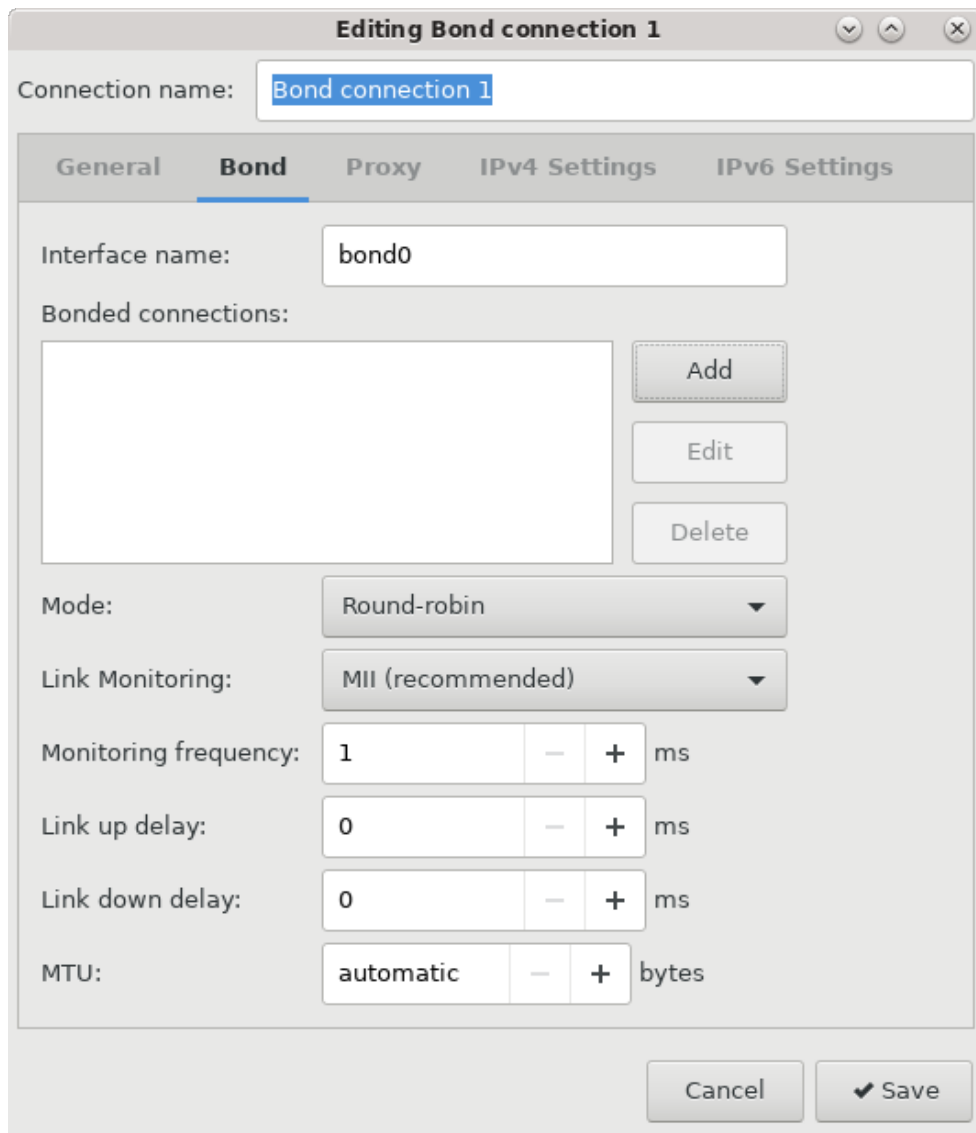 Editing Bond connection 1
Connection name: Bond connection 1
General Bond Proxy IPv4 Settings IPv6 Settings
Interface name: bond0
Bonded connections:
Add
Edit
Delete
Mode: Round-robin
Link Monitoring: MII (recommended)
Monitoring frequency: 1 ms
Link up delay: 0 ms
Link down delay: 0 ms
MTU: automatic bytes
Cancel Save